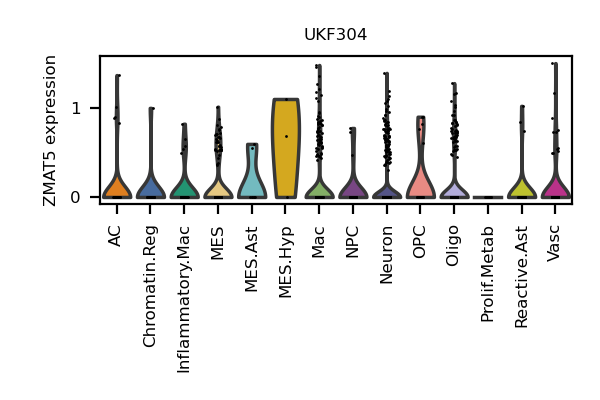 UKF304
ZMAT5 expression
1
0
AC
Chromatin.Reg
Inflammatory.Mac
MES
MES.Ast
MES.Hyp
Mac
NPC
Neuron
OPC
Oligo
Prolif.Metab
Reactive.Ast
Vasc